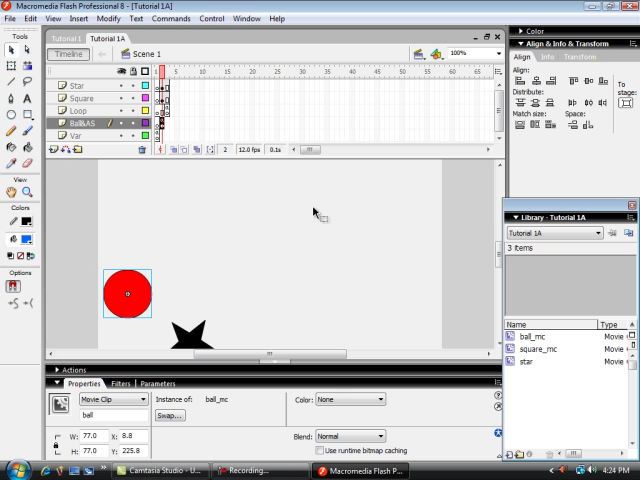 Macromedia Flash Professional 8 - [Tutorial 1A]
File Edit View Insert Modify Text Commands Control Window Help
Tools
View
Colors
Options
Tutorial 1 Tutorial 1A
Timeline Scene 1 100%
1 5 10 15 20 25 30 35 40 45 50 55 60 65
Star
Square
Loop
Ball&AS
Var
2 12.0 fps 0.1s
Color
Align & Info & Transform
Align Info Transform
Align:
To stage:
Distribute:
Match size: Space:
Library - Tutorial 1A
Tutorial 1A
3 items
Name Type
ball_mc Movie
square_mc Movie
star Movie
Actions
Properties Filters Parameters
Movie Clip Instance of: ball_mc Color: None
ball Swap...
W: 77.0 X: 8.8 Blend: Normal
H: 77.0 Y: 225.8 Use runtime bitmap caching
Camtasia Studio - U... Recording... Macromedia Flash P... 4:24 PM